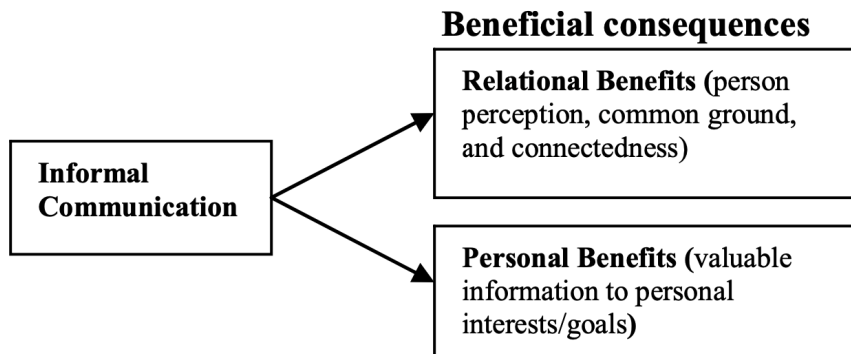 Beneficial consequences
Relational Benefits (person
perception, common ground,
and connectedness)
Informal
Communication
Personal Benefits (valuable
information to personal
interests/goals)